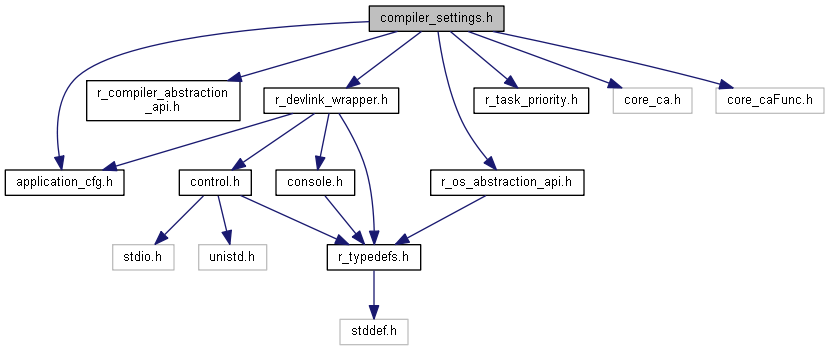 compiler_settings.h
r_compiler_abstraction
_api.h
r_devlink_wrapper.h
r_task_priority.h
core_ca.h
core_caFunc.h
application_cfg.h
control.h
console.h
r_os_abstraction_api.h
stdio.h
unistd.h
r_typedefs.h
stddef.h